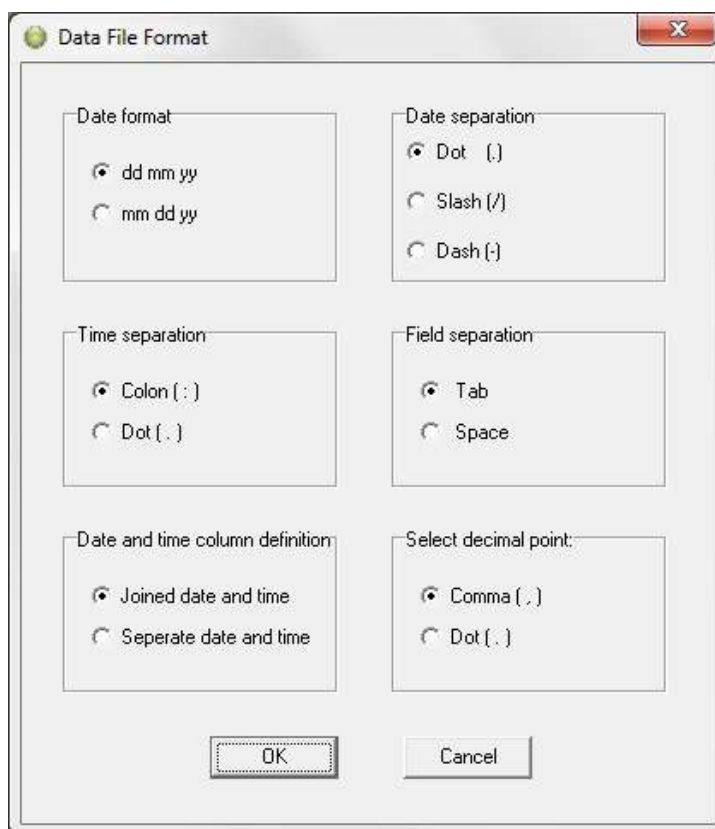 Data File Format
Date format
dd mm yy
mm dd yy
Date separation
Dot (.)
Slash (/)
Dash (-)
Time separation
Colon ( : )
Dot ( . )
Field separation
Tab
Space
Date and time column definition
Joined date and time
Seperate date and time
Select decimal point:
Comma ( , )
Dot ( . )
OK
Cancel